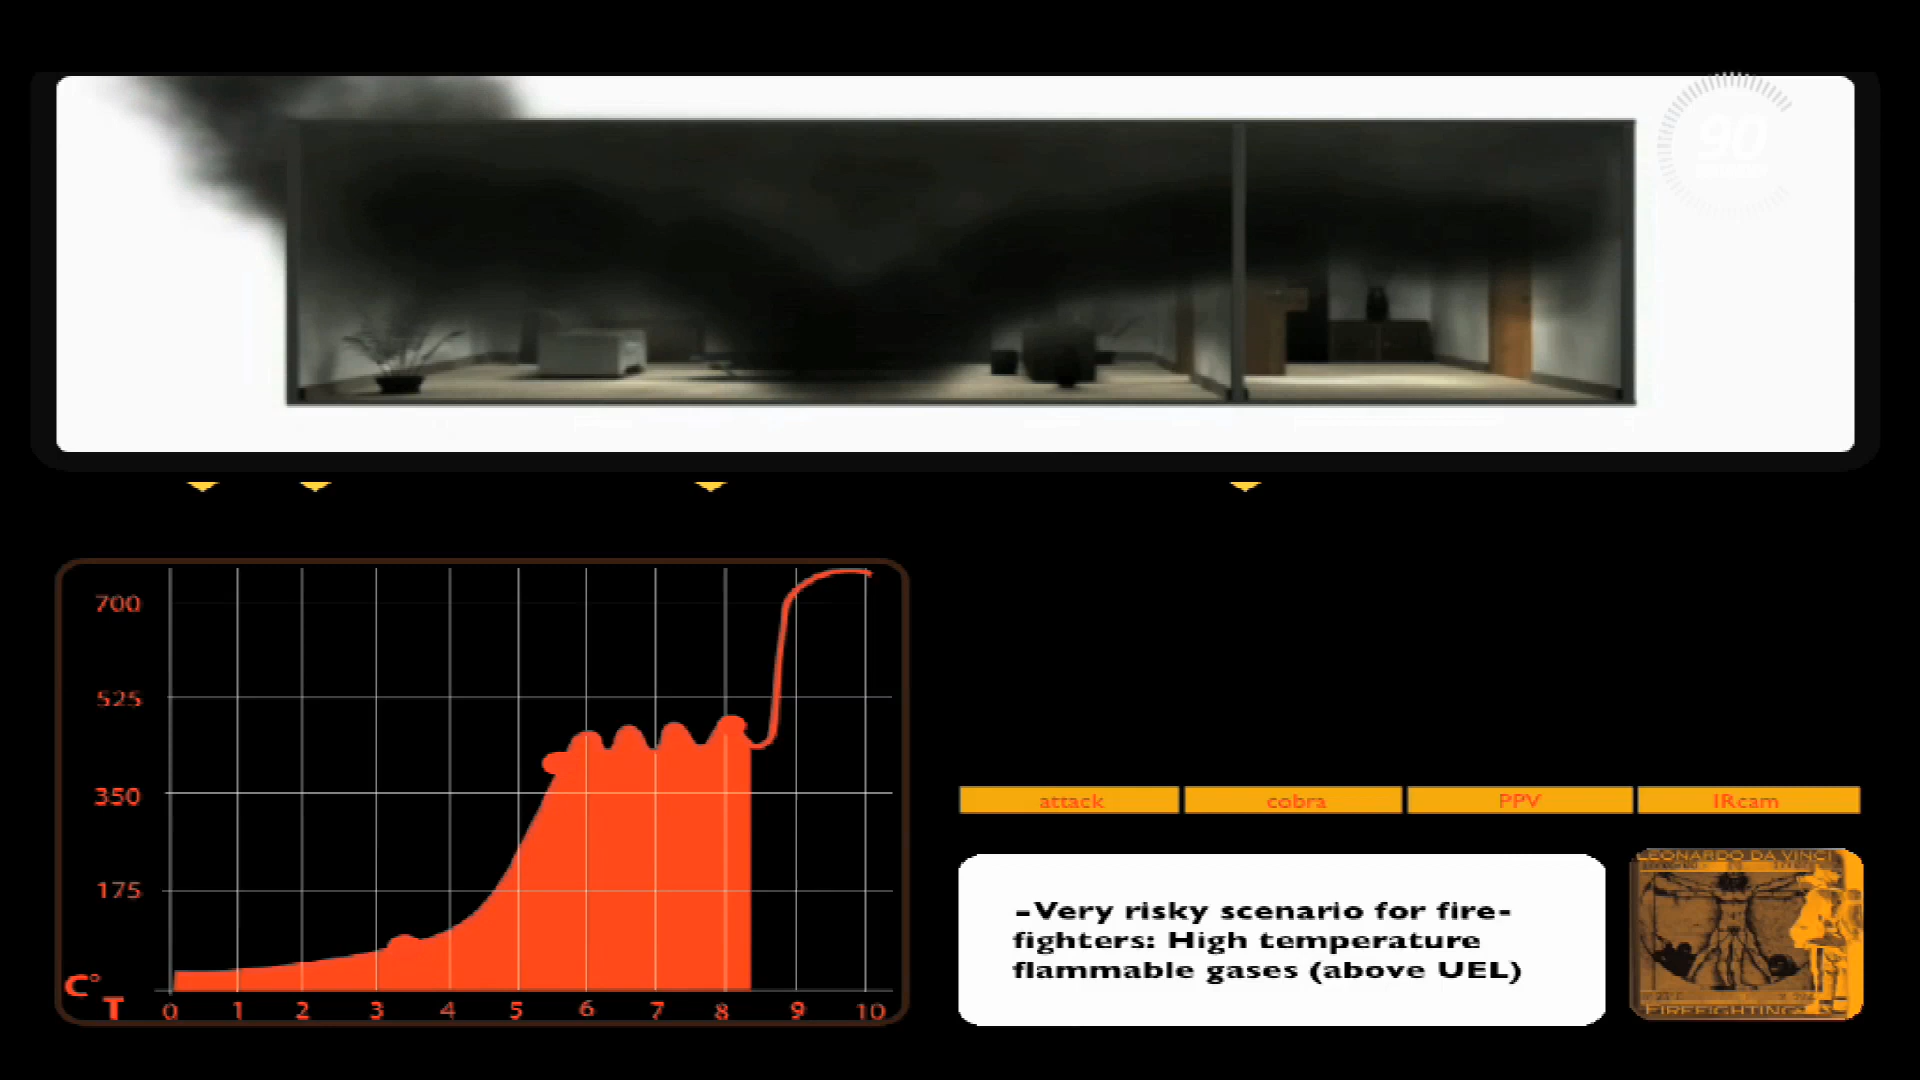 90
700
525
350
175
C°
T
0 1 2 3 4 5 6 7 8 9 10
attack cobra PPV IRcam
-Very risky scenario for fire-
fighters: High temperature
flammable gases (above UEL)
LEONARDO DA VINCI
FIREFIGHTING